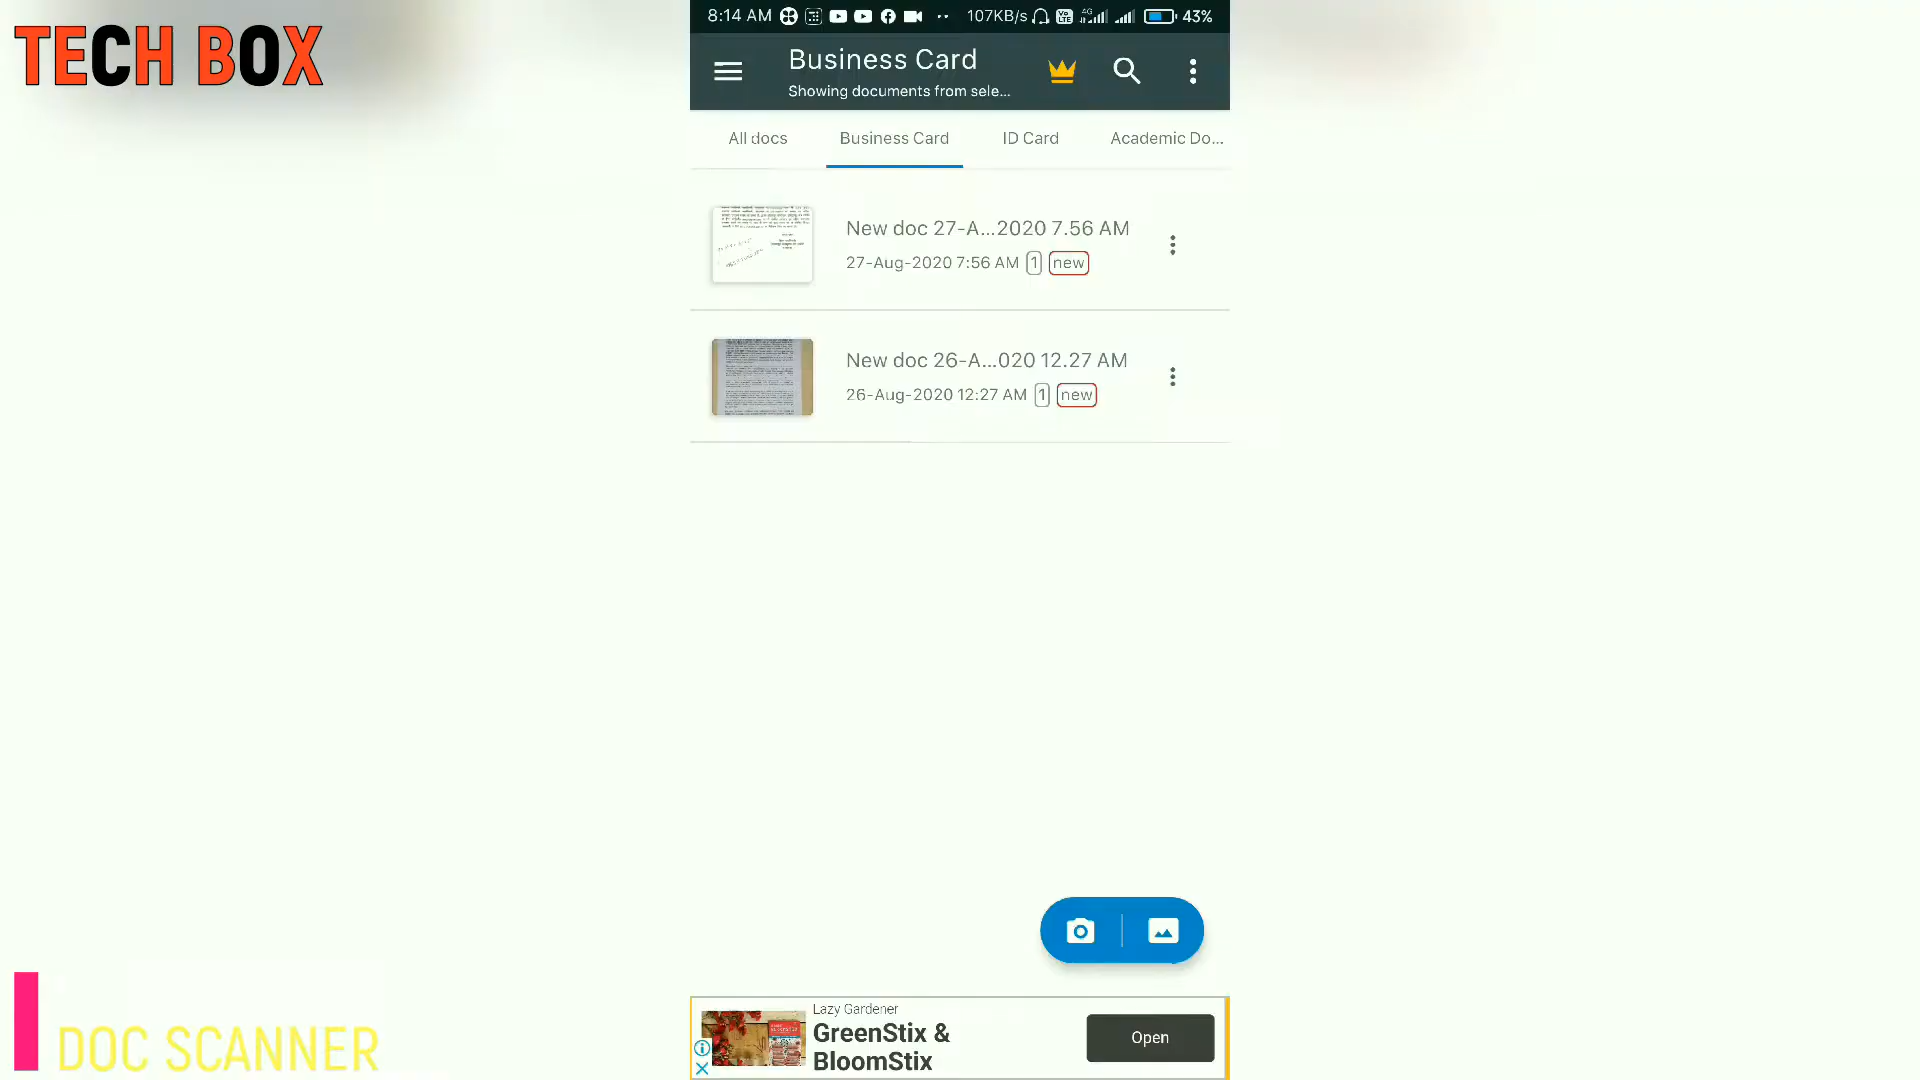 TECH BOX
8:14 AM 107KB/s Vo LTE 4G 43%
Business Card
Showing documents from sele...
All docs Business Card ID Card Academic Do...
New doc 27-A...2020 7.56 AM
27-Aug-2020 7:56 AM 1 new
New doc 26-A...020 12.27 AM
26-Aug-2020 12:27 AM 1 new
Lazy Gardener
GreenStix &
BloomStix
Open
DOC SCANNER